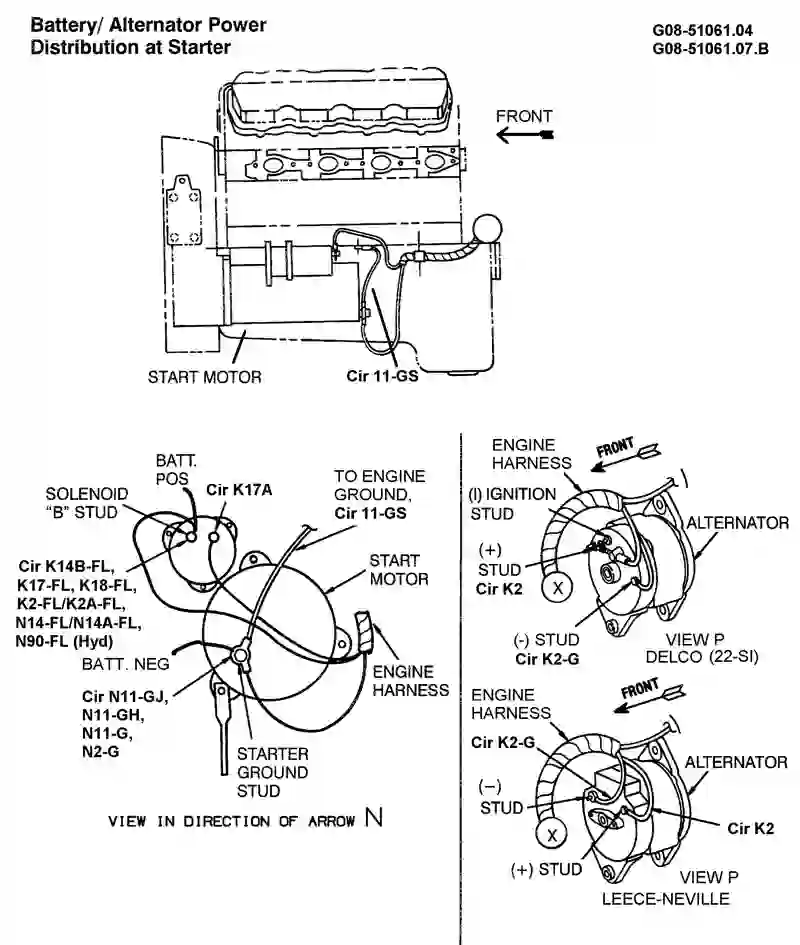 Battery/ Alternator Power
Distribution at Starter
G08-51061.04
G08-51061.07.B
FRONT
START MOTOR
Cir 11-GS
BATT.
POS
SOLENOID
"B" STUD
Cir K17A
TO ENGINE
GROUND,
Cir 11-GS
START
MOTOR
Cir K14B-FL,
K17-FL, K18-FL,
K2-FL/K2A-FL,
N14-FL/N14A-FL,
N90-FL (Hyd)
BATT. NEG
Cir N11-GJ,
N11-GH,
N11-G,
N2-G
ENGINE
HARNESS
STARTER
GROUND
STUD
VIEW IN DIRECTION OF ARROW N
ENGINE
HARNESS
FRONT
(I) IGNITION
STUD
ALTERNATOR
(+)
STUD
Cir K2
X
(-) STUD
Cir K2-G
VIEW P
DELCO (22-SI)
ENGINE
HARNESS
FRONT
Cir K2-G
ALTERNATOR
(−)
STUD
Cir K2
X
(+) STUD
VIEW P
LEECE-NEVILLE